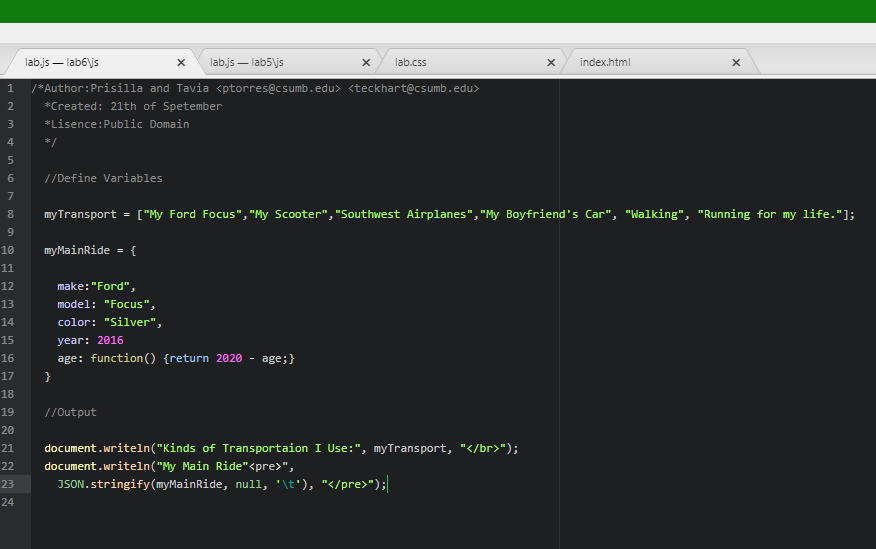 lab.js — lab6\js × lab.js — lab5\js × lab.css × index.html ×
1 /*Author:Prisilla and Tavia <ptorres@csumb.edu> <teckhart@csumb.edu>
2 *Created: 21th of Spetember
3 *Lisence:Public Domain
4 */
5
6 //Define Variables
7
8 myTransport = ["My Ford Focus","My Scooter","Southwest Airplanes","My Boyfriend's Car", "Walking", "Running for my life."];
9
10 myMainRide = {
11
12 make:"Ford",
13 model: "Focus",
14 color: "Silver",
15 year: 2016
16 age: function() {return 2020 - age;}
17 }
18
19 //Output
20
21 document.writeln("Kinds of Transportaion I Use:", myTransport, "</br>");
22 document.writeln("My Main Ride"<pre>",
23 JSON.stringify(myMainRide, null, '\t'), "</pre>");
24